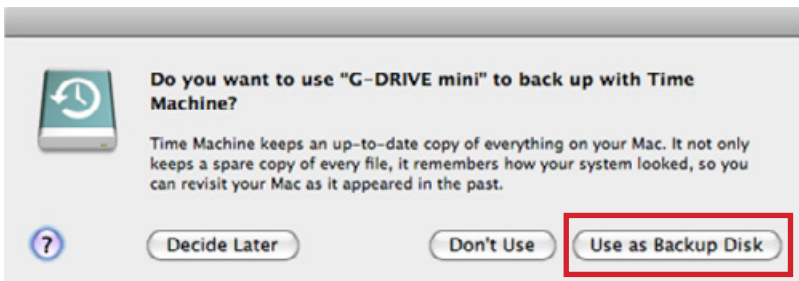 Do you want to use "G-DRIVE mini" to back up with Time
Machine?
Time Machine keeps an up-to-date copy of everything on your Mac. It not only
keeps a spare copy of every file, it remembers how your system looked, so you
can revisit your Mac as it appeared in the past.
? Decide Later Don't Use Use as Backup Disk